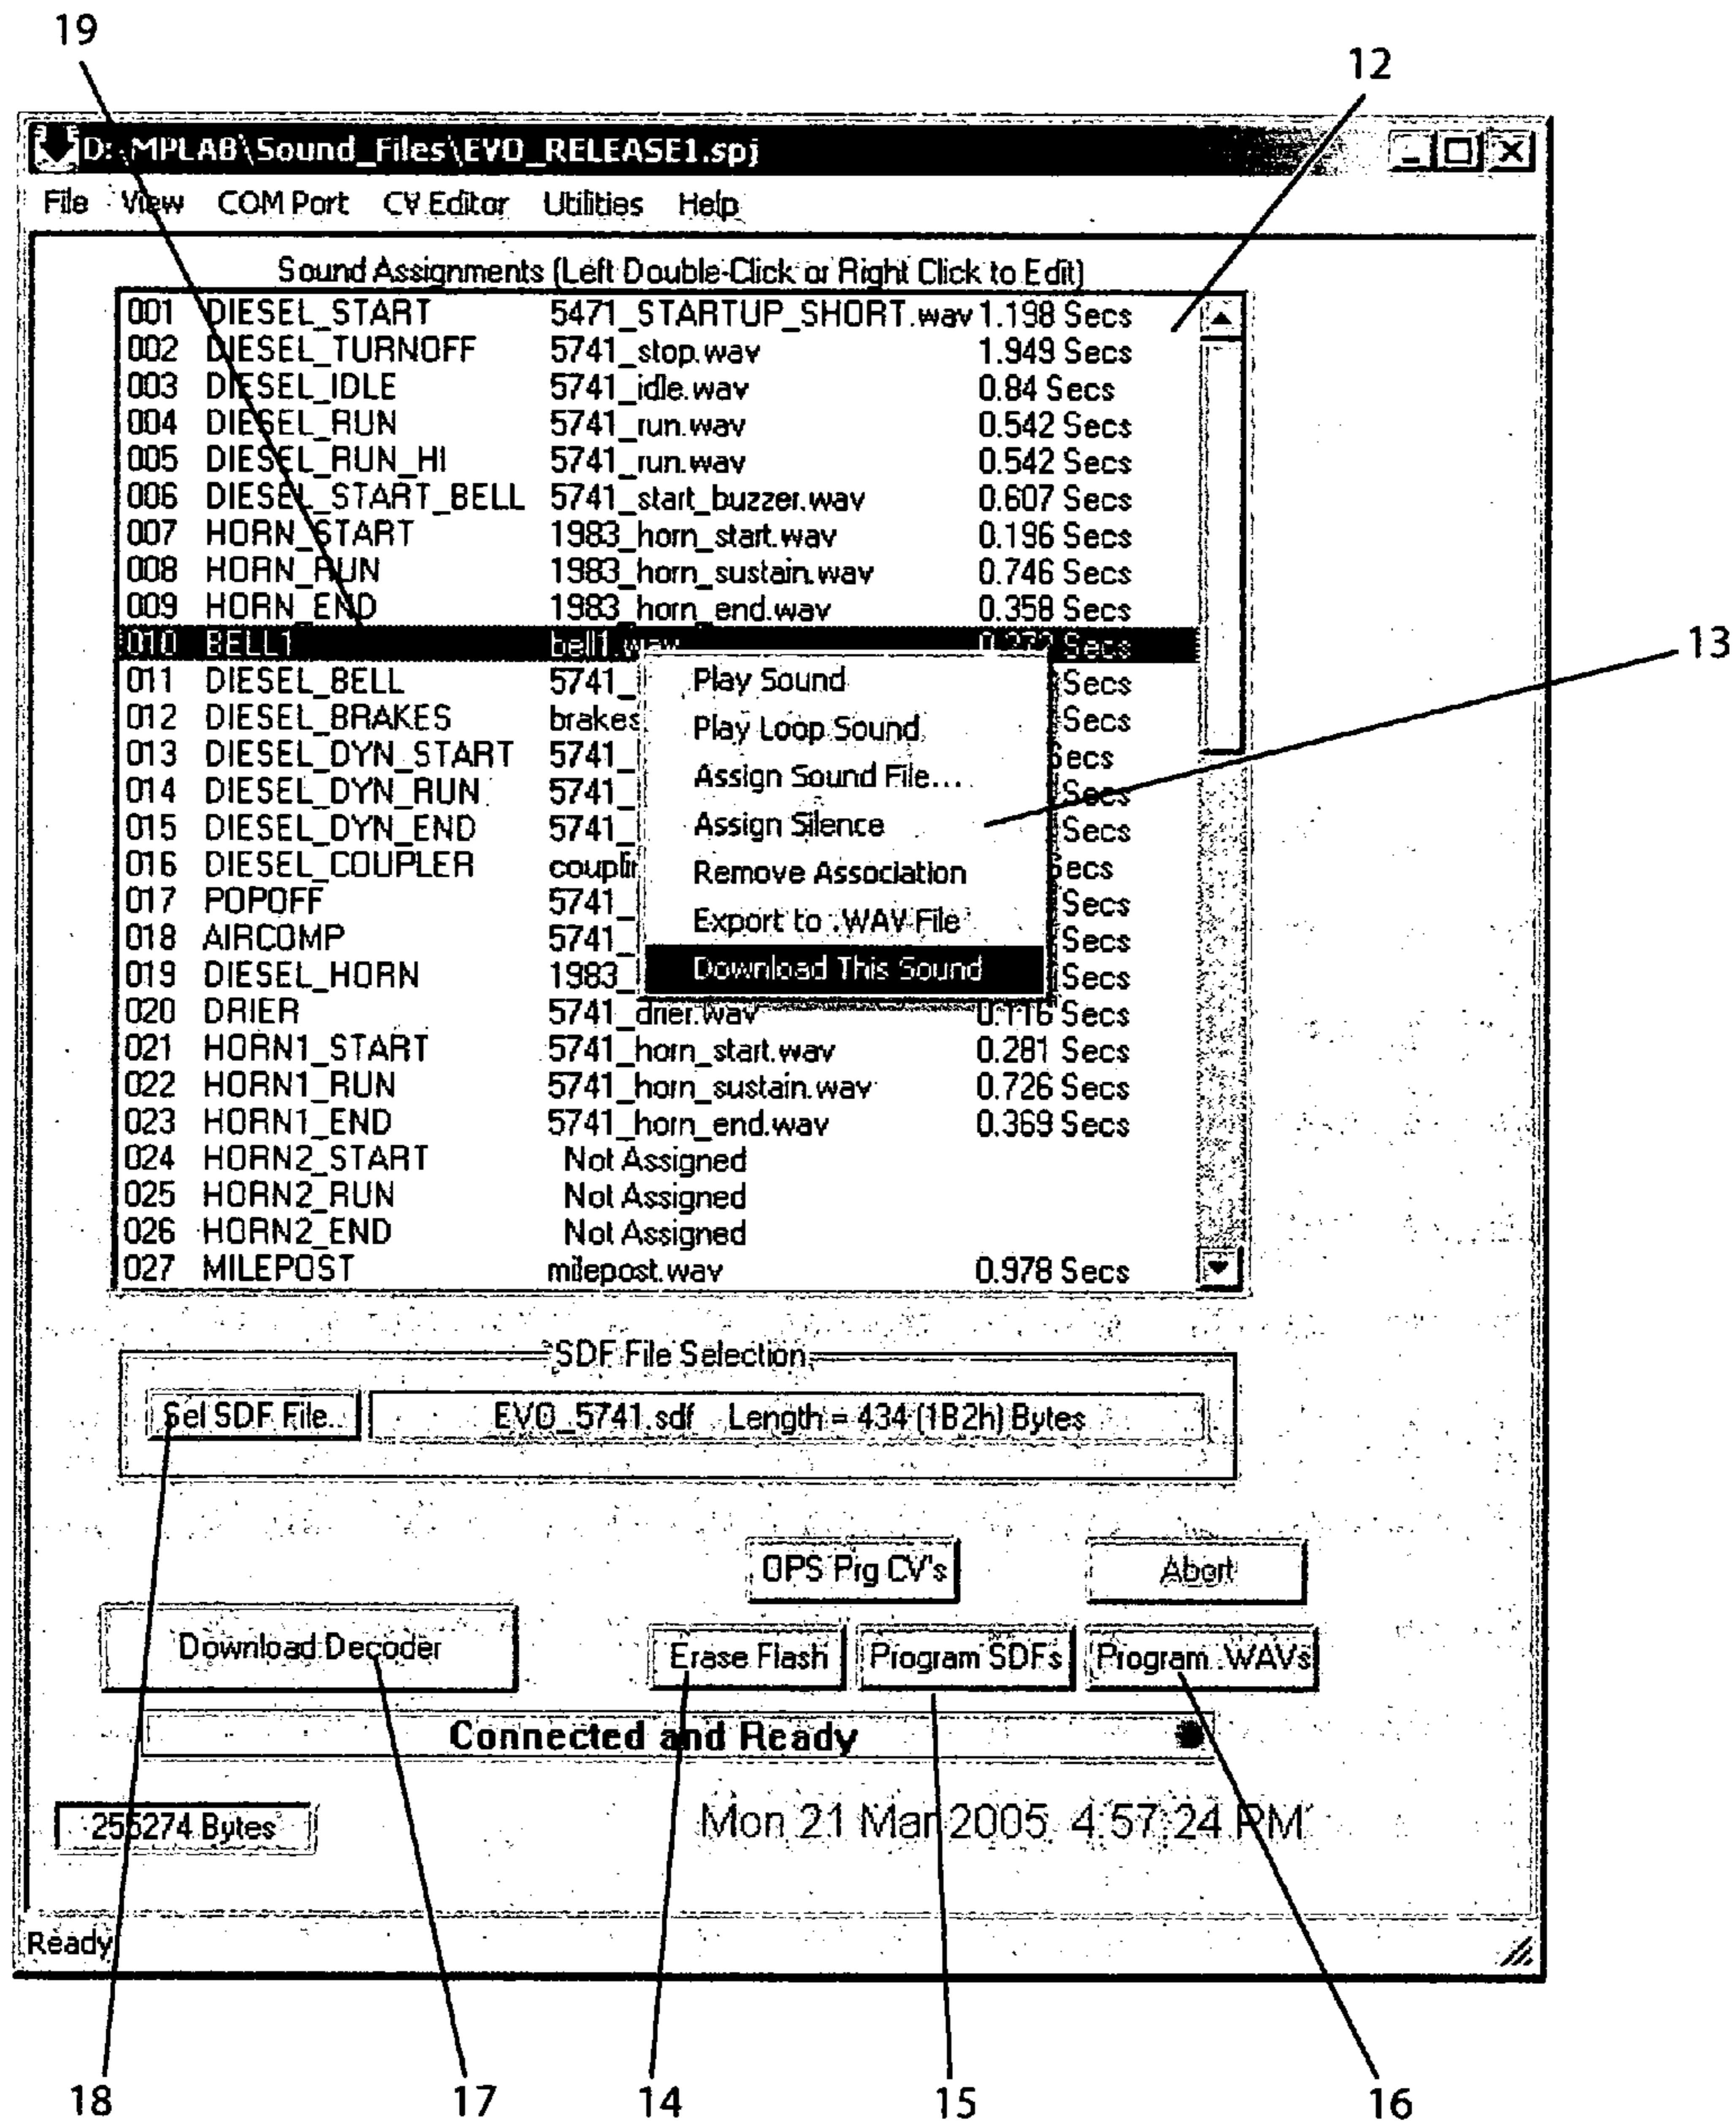 19
12
D:\MPLAB\Sound_Files\EVO_RELEASE1.spj
File View COM Port CV Editor Utilities Help
Sound Assignments (Left Double-Click or Right Click to Edit)
001 DIESEL_START 5471_STARTUP_SHORT.wav 1.198 Secs
002 DIESEL_TURNOFF 5741_stop.wav 1.949 Secs
003 DIESEL_IDLE 5741_idle.wav 0.84 Secs
004 DIESEL_RUN 5741_run.wav 0.542 Secs
005 DIESEL_RUN_HI 5741_run.wav 0.542 Secs
006 DIESEL_START_BELL 5741_start_buzzer.wav 0.607 Secs
007 HORN_START 1983_horn_start.wav 0.196 Secs
008 HORN_RUN 1983_horn_sustain.wav 0.746 Secs
009 HORN_END 1983_horn_end.wav 0.358 Secs
010 BELL1 bell1.wav Secs
13
011 DIESEL_BELL 5741_ Play Sound Secs
012 DIESEL_BRAKES brakes Play Loop Sound Secs
013 DIESEL_DYN_START 5741_ Assign Sound File... Secs
014 DIESEL_DYN_RUN 5741_ Secs
015 DIESEL_DYN_END 5741_ Assign Silence Secs
016 DIESEL_COUPLER couplin Remove Association Secs
017 POPOFF 5741_ Secs
018 AIRCOMP 5741_ Export to .WAV File Secs
019 DIESEL_HORN 1983_ Download This Sound Secs
020 DRIER 5741_drier.wav 0.116 Secs
021 HORN1_START 5741_horn_start.wav 0.281 Secs
022 HORN1_RUN 5741_horn_sustain.wav 0.726 Secs
023 HORN1_END 5741_horn_end.wav 0.369 Secs
024 HORN2_START Not Assigned
025 HORN2_RUN Not Assigned
026 HORN2_END Not Assigned
027 MILEPOST milepost.wav 0.978 Secs
SDF File Selection
Sel SDF File.. EVO_5741.sdf Length = 434 (1B2h) Bytes
OPS Prg CV's Abort
Download Decoder Erase Flash Program SDFs Program .WAVs
Connected and Ready
255274 Bytes Mon 21 Mar 2005 4:57:24 PM
Ready
18 17 14 15 16